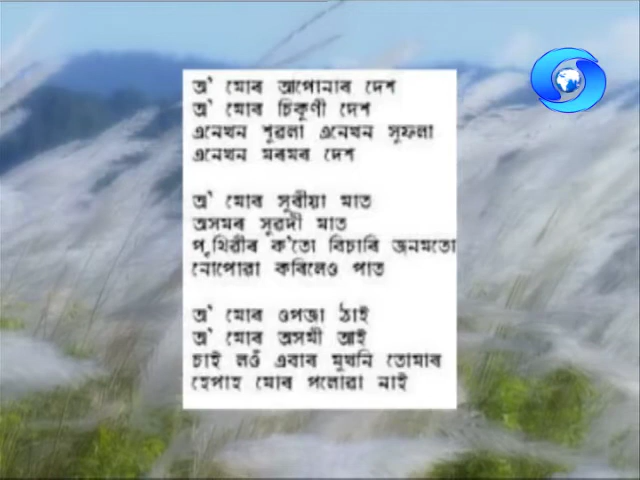 অ' মোৰ আপোনাৰ দেশ
অ' মোৰ চিকুণী দেশ
এনেখন শুৱলা এনেখন সুফলা
এনেখন মৰমৰ দেশ
অ' মোৰ সুৰীয়া মাত
অসমৰ সুৱদী মাত
পৃথিৱীৰ ক'তো বিচাৰি জনমতো
নোপোৱা কৰিলেও পাত
অ' মোৰ ওপজা ঠাই
অ' মোৰ অসমী আই
চাই লওঁ এবাৰ মুখনি তোমাৰ
হেপাহ মোৰ পলোৱা নাই